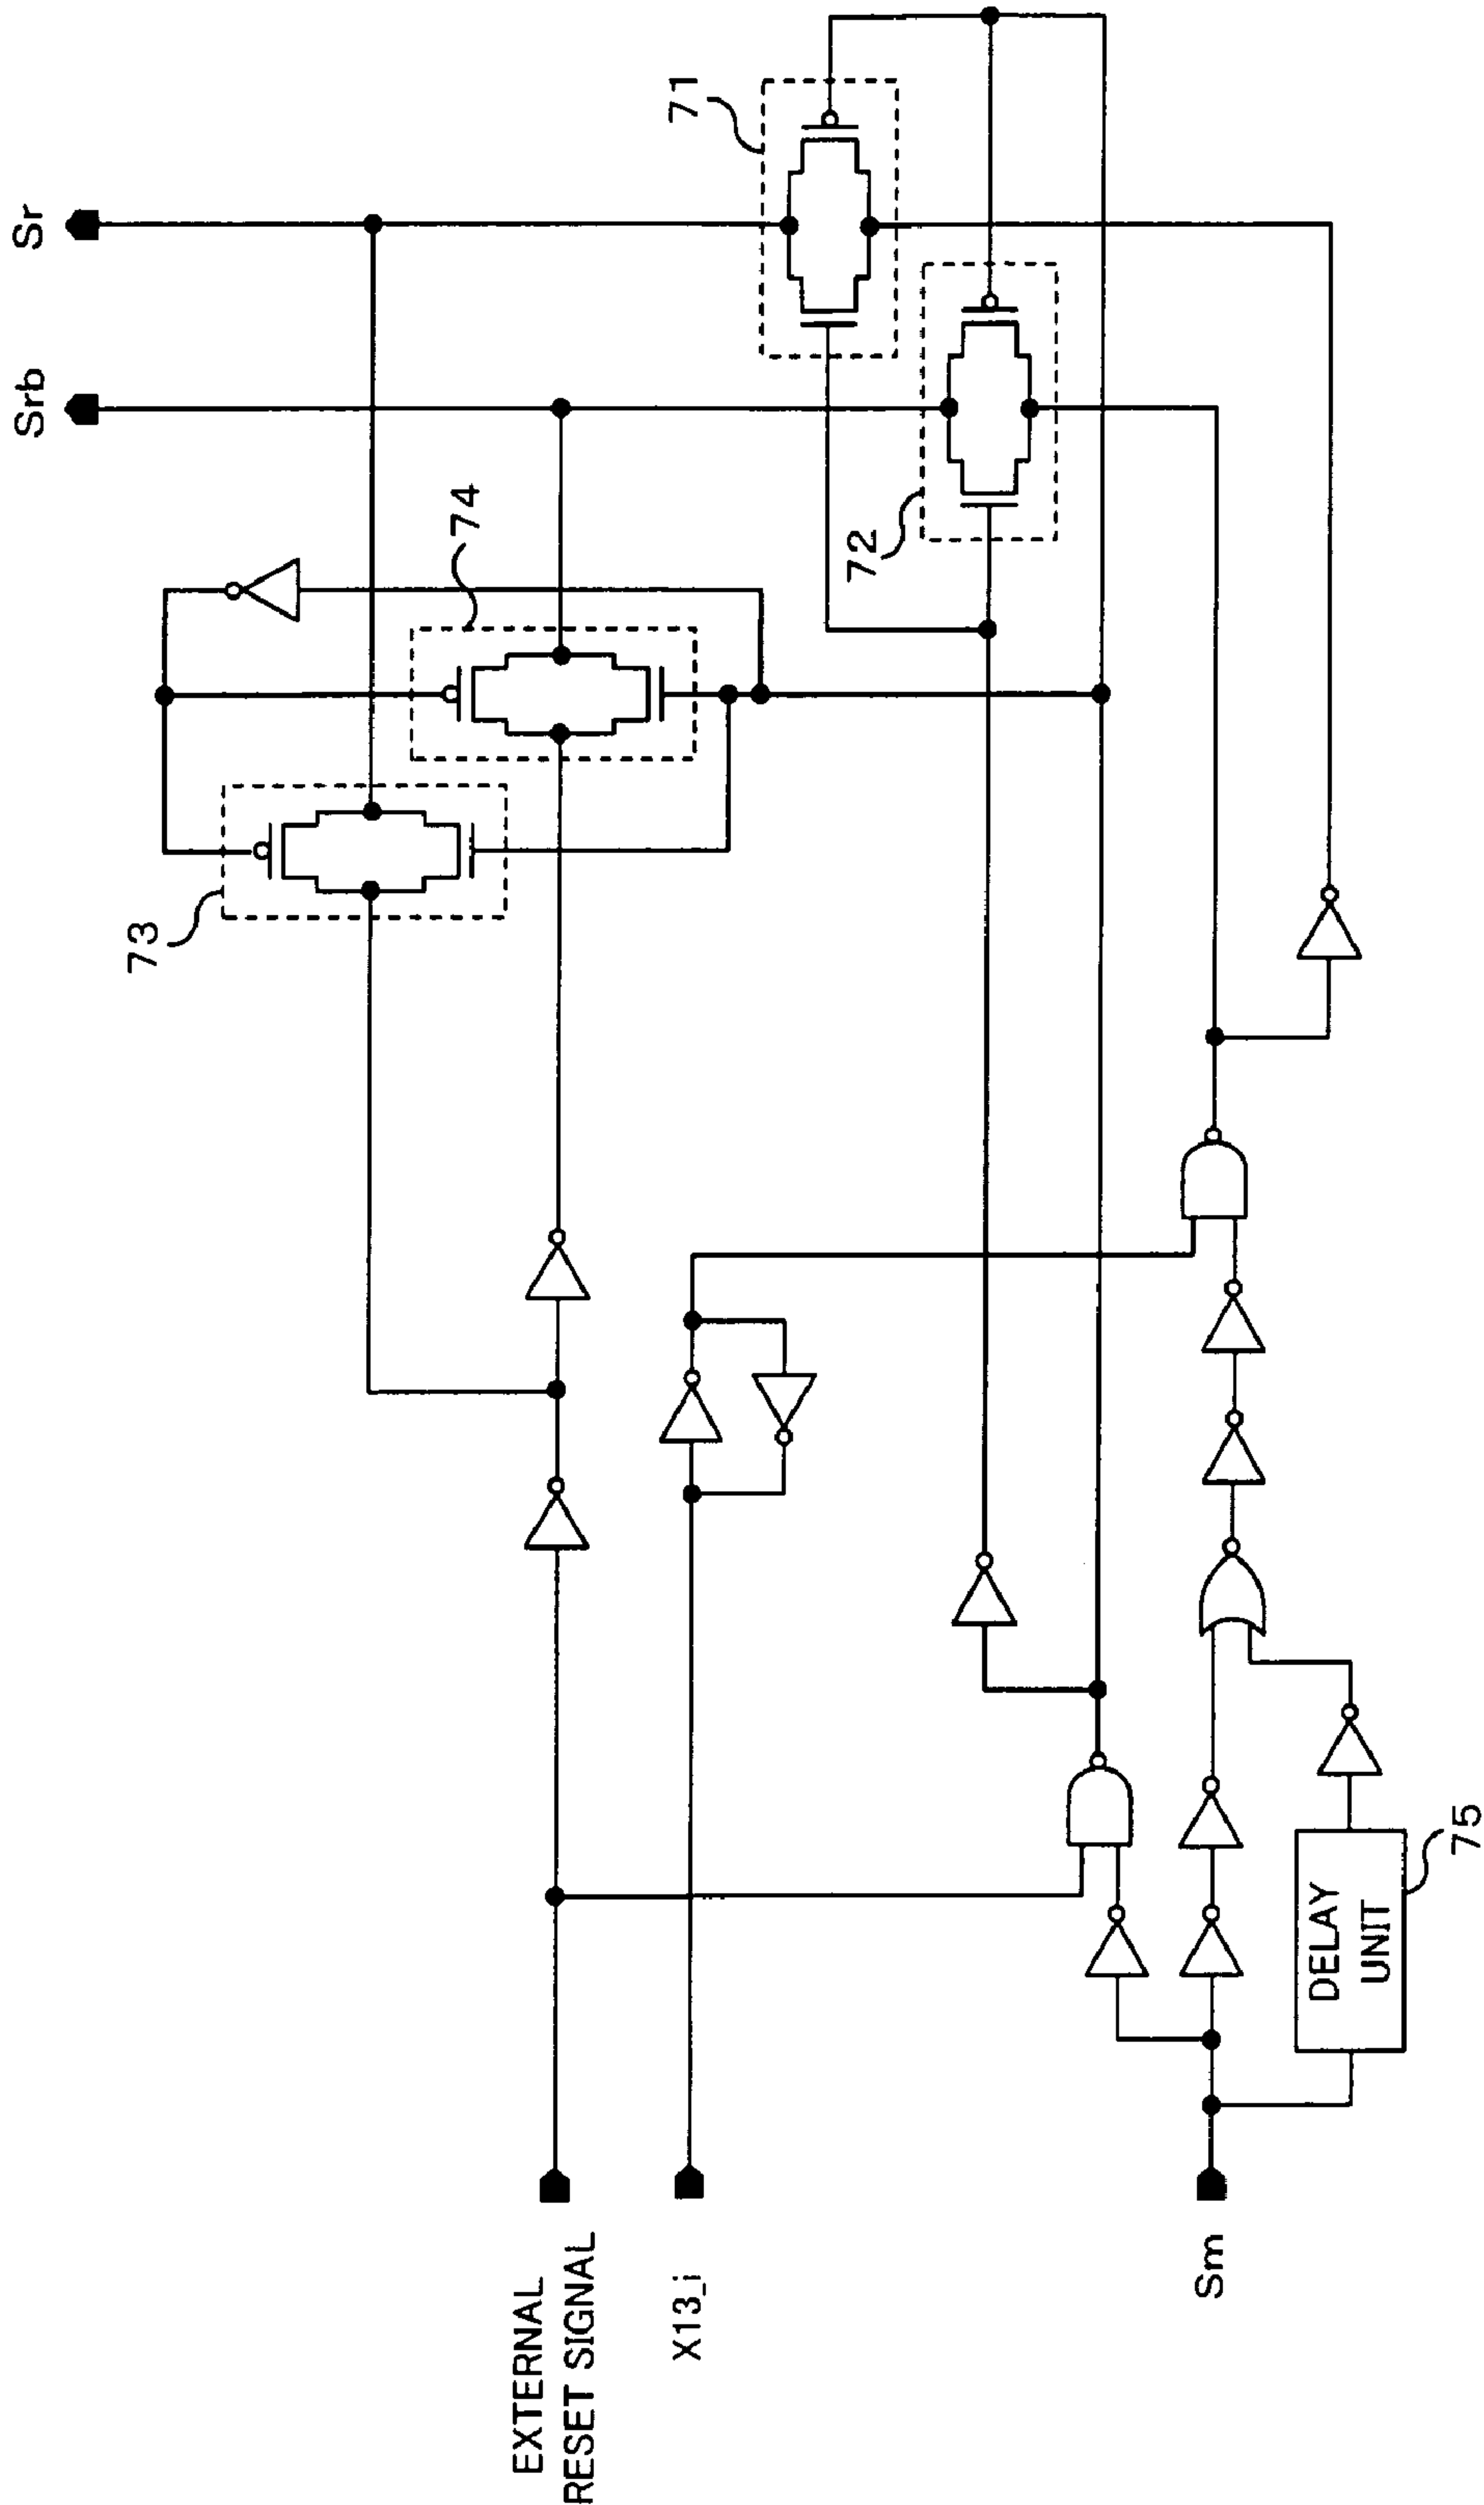 Sr
Srb
71
72
74
73
EXTERNAL
RESET SIGNAL
X13_i
Sm
DELAY
UNIT
75